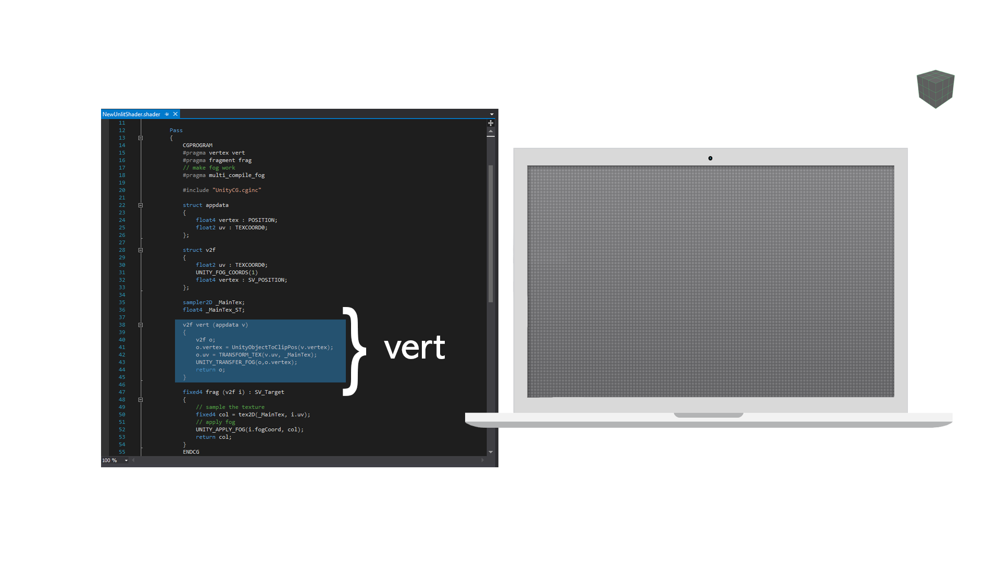 NewUnlitShader.shader
11
12 Pass
13 {
14 CGPROGRAM
15 #pragma vertex vert
16 #pragma fragment frag
17 // make fog work
18 #pragma multi_compile_fog
19
20 #include "UnityCG.cginc"
21
22 struct appdata
23 {
24 float4 vertex : POSITION;
25 float2 uv : TEXCOORD0;
26 };
27
28 struct v2f
29 {
30 float2 uv : TEXCOORD0;
31 UNITY_FOG_COORDS(1)
32 float4 vertex : SV_POSITION;
33 };
34
35 sampler2D _MainTex;
36 float4 _MainTex_ST;
37
38 v2f vert (appdata v)
39 {
40 v2f o;
41 o.vertex = UnityObjectToClipPos(v.vertex);
42 o.uv = TRANSFORM_TEX(v.uv, _MainTex);
43 UNITY_TRANSFER_FOG(o,o.vertex);
44 return o;
45 }
46
47 fixed4 frag (v2f i) : SV_Target
48 {
49 // sample the texture
50 fixed4 col = tex2D(_MainTex, i.uv);
51 // apply fog
52 UNITY_APPLY_FOG(i.fogCoord, col);
53 return col;
54 }
55 ENDCG
100 %
} vert